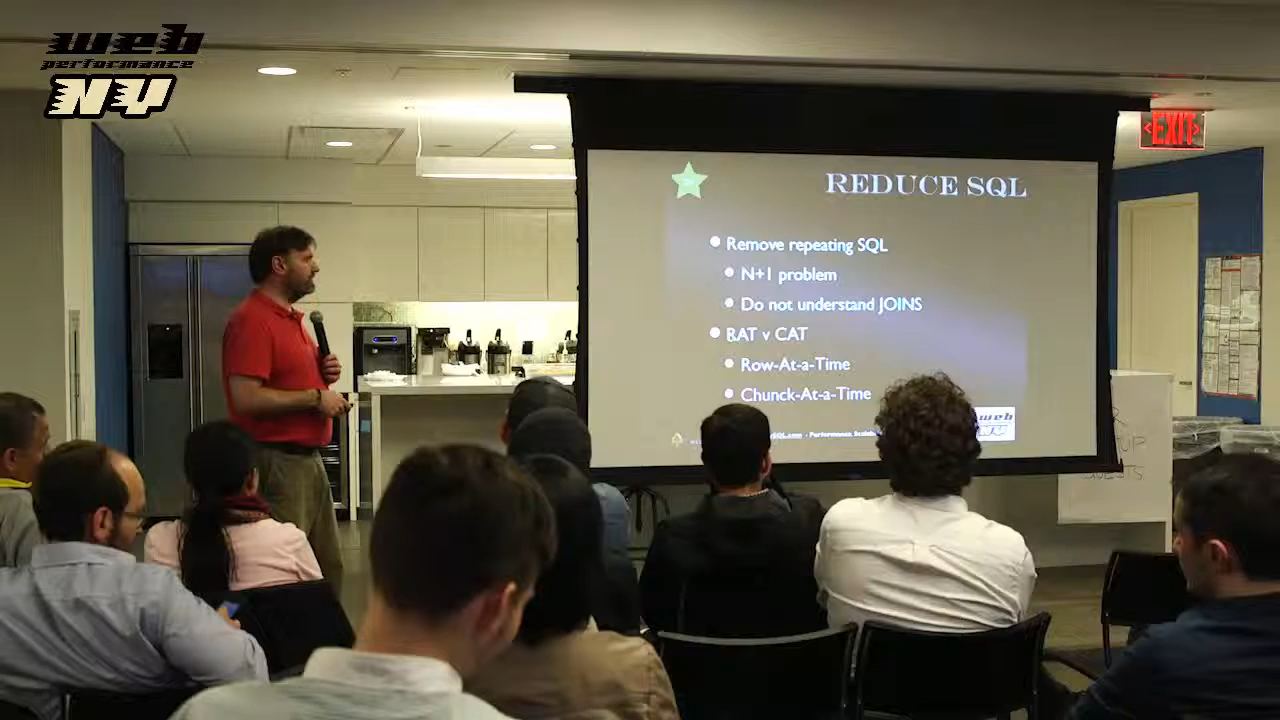 web
performance
NY
EXIT
REDUCE SQL
Remove repeating SQL
N+1 problem
Do not understand JOINS
RAT v CAT
Row-At-a-Time
Chunck-At-a-Time
web
NY